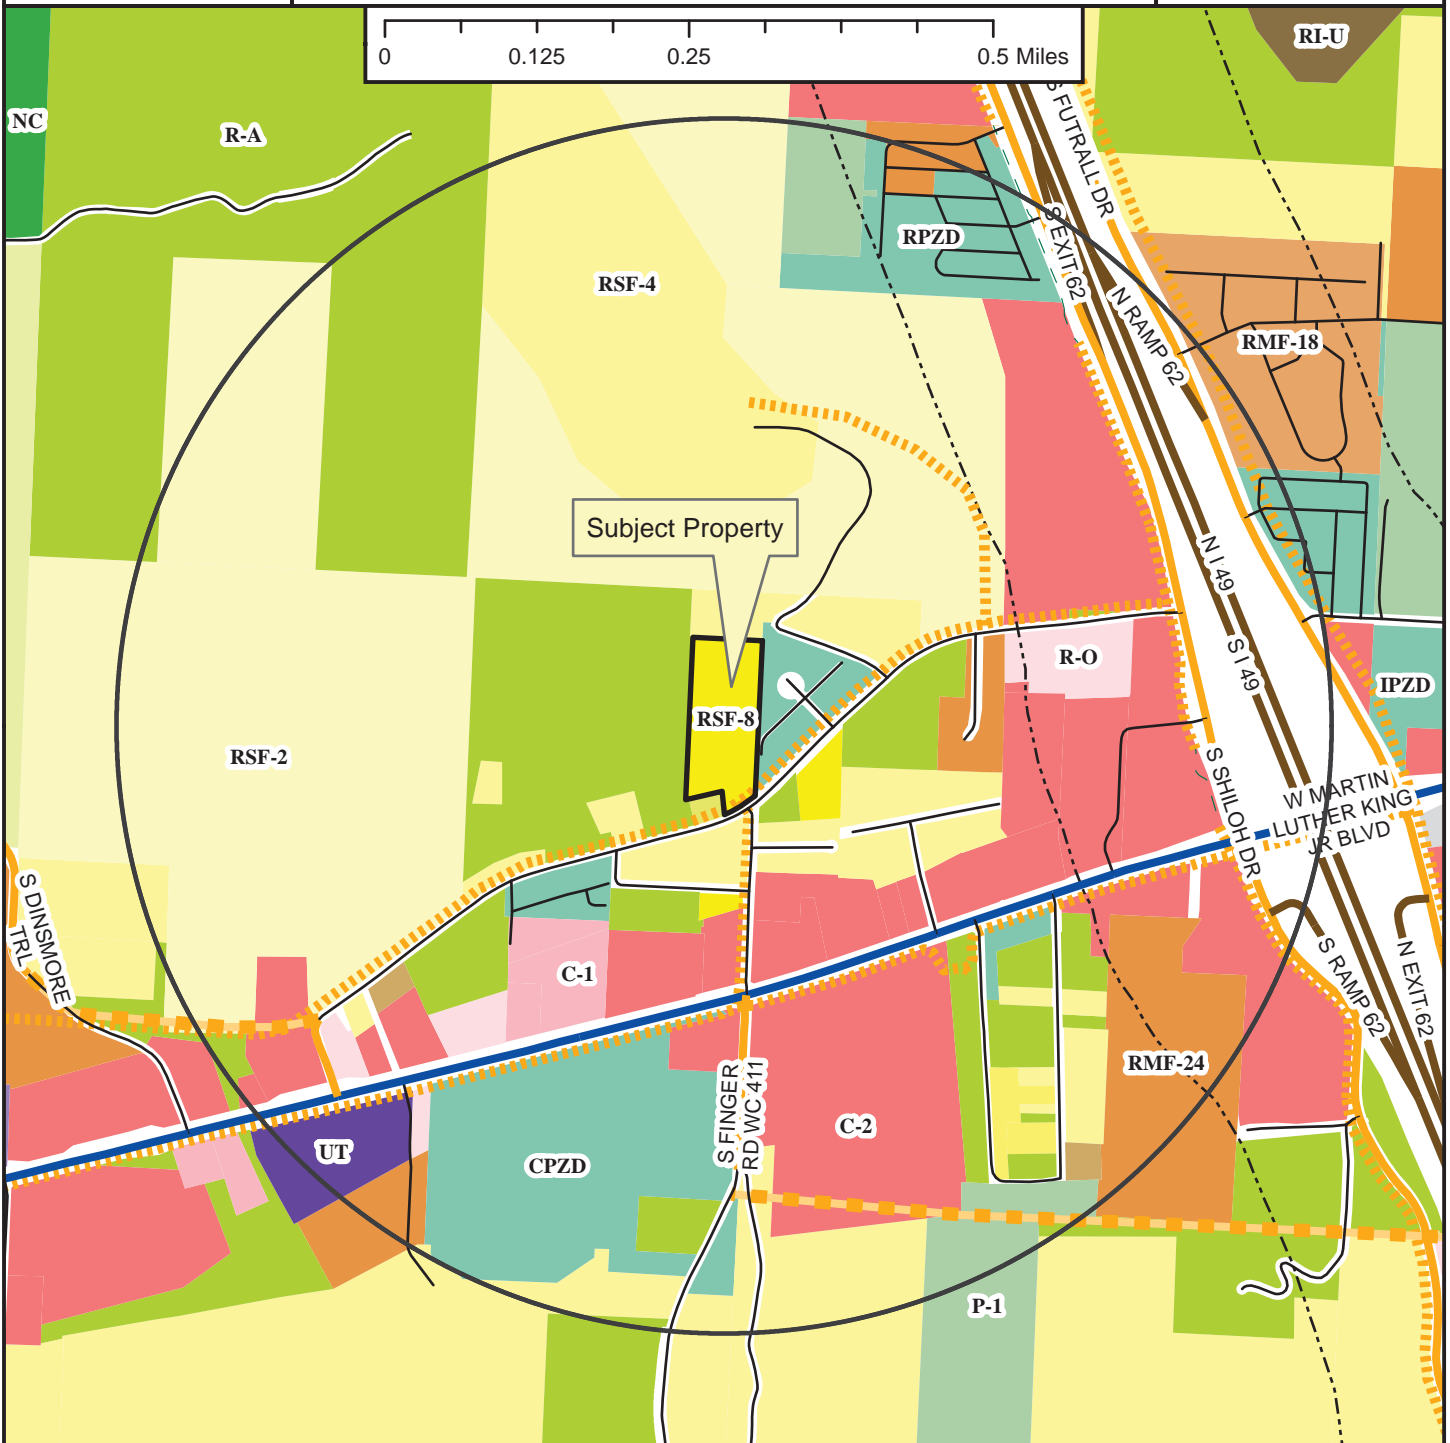 0 0.125 0.25 0.5 Miles
RI-U
NC
R-A
S FUTRALL DR
RPZD
S EXIT 62
RSF-4
N RAMP 62
RMF-18
Subject Property
N I 49
R-O
S I 49
IPZD
RSF-8
RSF-2
S SHILOH DR
W MARTIN
LUTHER KING
JR BLVD
S DINSMORE
TRL
C-1
S RAMP 62
N EXIT 62
RMF-24
S FINGER
RD WC 411
C-2
UT
CPZD
P-1